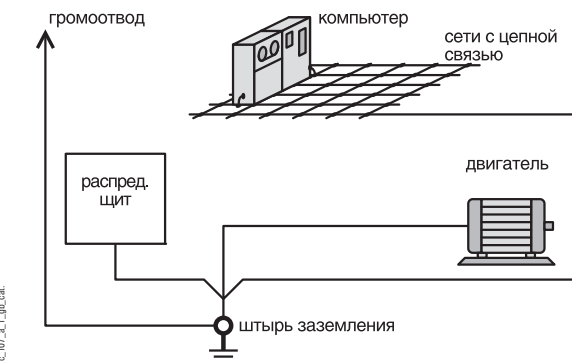 громоотвод
компьютер
сети с цепной
связью
распред.
щит
двигатель
штырь заземления